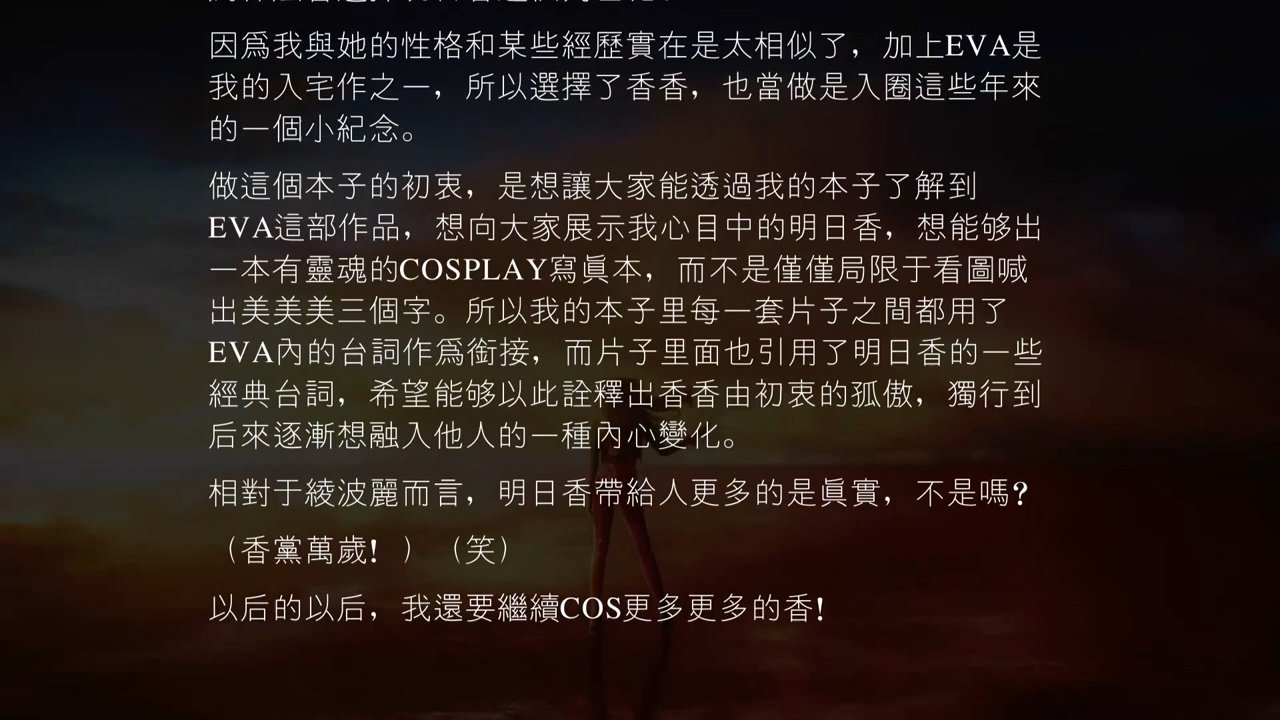 因爲我與她的性格和某些經歷實在是太相似了，加上EVA是
我的入宅作之一，所以選擇了香香，也當做是入圈這些年來
的一個小紀念。
做這個本子的初衷，是想讓大家能透過我的本子了解到
EVA這部作品，想向大家展示我心目中的明日香，想能够出
一本有靈魂的COSPLAY寫眞本，而不是僅僅局限于看圖喊
出美美美三個字。所以我的本子里每一套片子之間都用了
EVA內的台詞作爲銜接，而片子里面也引用了明日香的一些
經典台詞，希望能够以此詮釋出香香由初衷的孤傲，獨行到
后來逐漸想融入他人的一種內心變化。
相對于綾波麗而言，明日香帶給人更多的是眞實，不是嗎?
（香黨萬歲!）（笑）
以后的以后，我還要繼續COS更多更多的香!